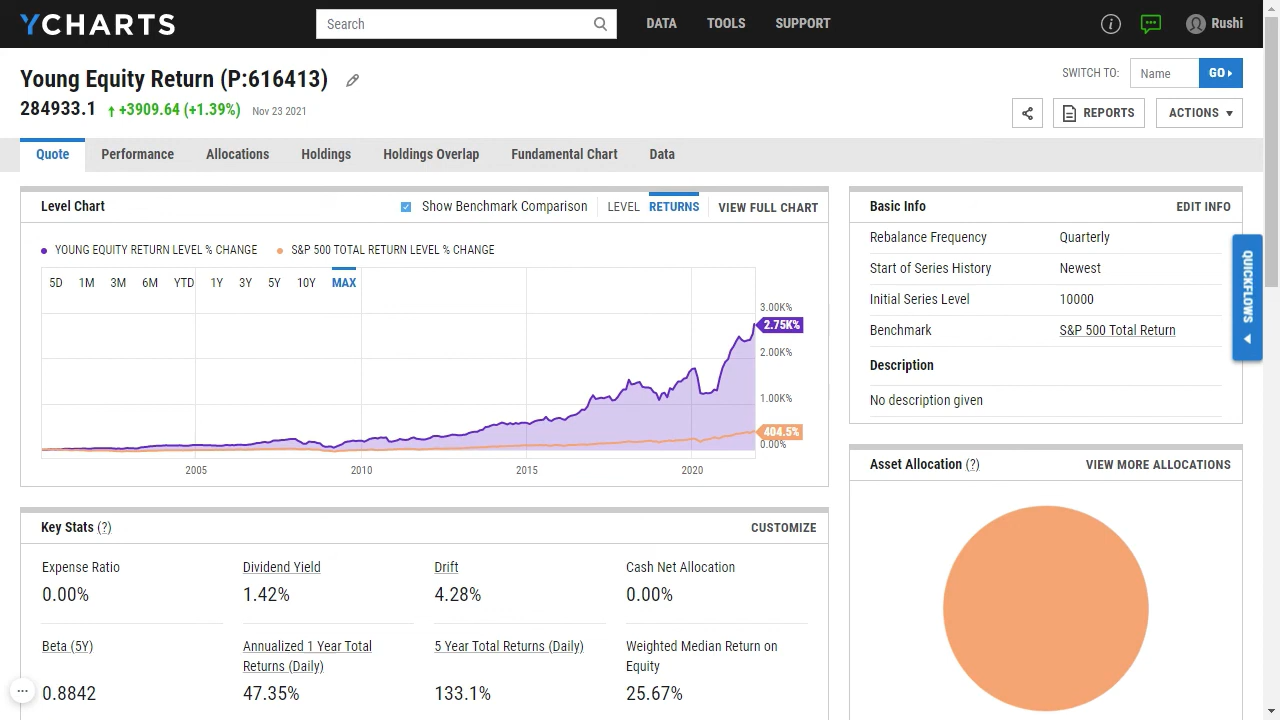 YCHARTS
Search
DATA TOOLS SUPPORT
Rushi
Young Equity Return (P:616413)
SWITCH TO: Name GO
284933.1 +3909.64 (+1.39%) Nov 23 2021
REPORTS ACTIONS
Quote Performance Allocations Holdings Holdings Overlap Fundamental Chart Data
Level Chart Show Benchmark Comparison LEVEL RETURNS VIEW FULL CHART
YOUNG EQUITY RETURN LEVEL % CHANGE S&P 500 TOTAL RETURN LEVEL % CHANGE
5D 1M 3M 6M YTD 1Y 3Y 5Y 10Y MAX
3.00K%
2.75K%
2.00K%
1.00K%
404.5%
0.00%
2005 2010 2015 2020
Basic Info EDIT INFO
Rebalance Frequency Quarterly
Start of Series History Newest
Initial Series Level 10000
Benchmark S&P 500 Total Return
Description
No description given
QUICKFLOWS
Key Stats (?) CUSTOMIZE
Expense Ratio Dividend Yield Drift Cash Net Allocation
0.00% 1.42% 4.28% 0.00%
Beta (5Y) Annualized 1 Year Total 5 Year Total Returns (Daily) Weighted Median Return on
Returns (Daily) Equity
0.8842 47.35% 133.1% 25.67%
Asset Allocation (?) VIEW MORE ALLOCATIONS